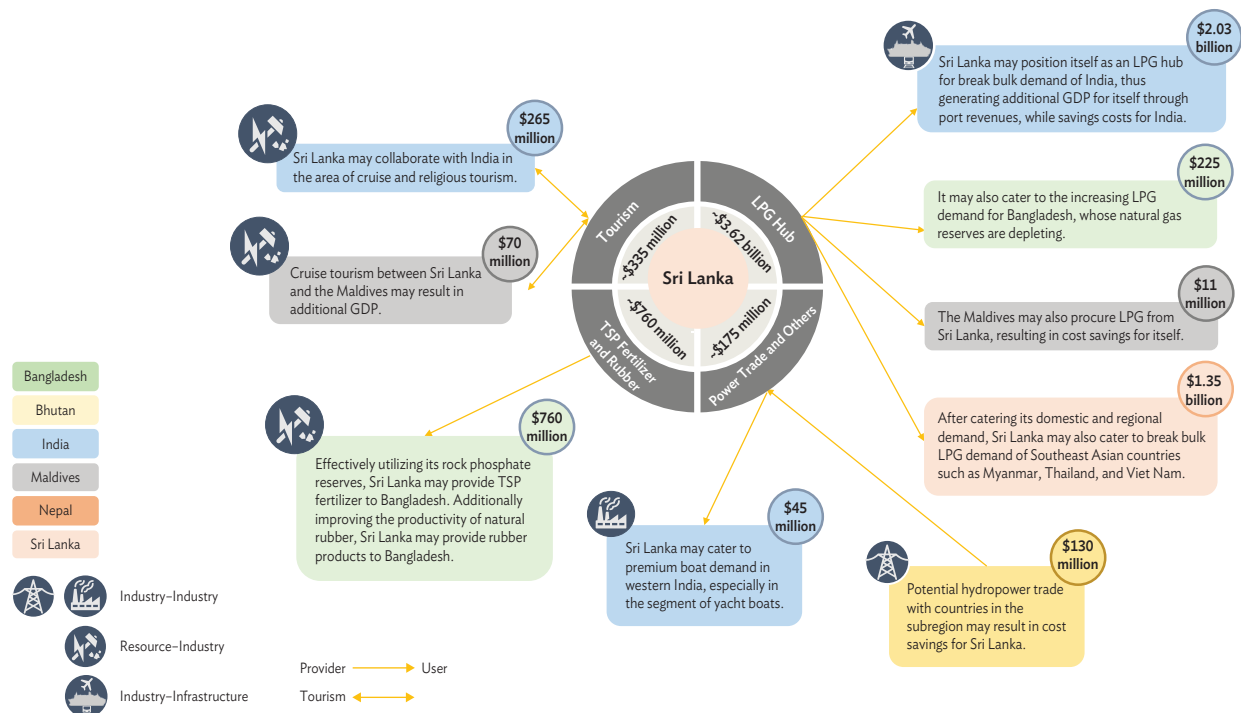 $2.03
billion
Sri Lanka may position itself as an LPG hub
for break bulk demand of India, thus
generating additional GDP for itself through
port revenues, while savings costs for India.
$265
million
Sri Lanka may collaborate with India in
the area of cruise and religious tourism.
$225
million
It may also cater to the increasing LPG
demand for Bangladesh, whose natural gas
reserves are depleting.
$70
million
Cruise tourism between Sri Lanka
and the Maldives may result in
additional GDP.
Tourism
LPG Hub
~$335 million
~$3.62 billion
Sri Lanka
~$760 million
~$175 million
TSP Fertilizer
and Rubber
Power Trade and Others
$11
million
The Maldives may also procure LPG from
Sri Lanka, resulting in cost savings for itself.
$1.35
billion
After catering its domestic and regional
demand, Sri Lanka may also cater to break bulk
LPG demand of Southeast Asian countries
such as Myanmar, Thailand, and Viet Nam.
$760
million
Effectively utilizing its rock phosphate
reserves, Sri Lanka may provide TSP
fertilizer to Bangladesh. Additionally
improving the productivity of natural
rubber, Sri Lanka may provide rubber
products to Bangladesh.
$45
million
Sri Lanka may cater to
premium boat demand in
western India, especially in
the segment of yacht boats.
$130
million
Potential hydropower trade
with countries in the
subregion may result in cost
savings for Sri Lanka.
Bangladesh
Bhutan
India
Maldives
Nepal
Sri Lanka
Industry–Industry
Resource–Industry
Industry–Infrastructure
Provider
User
Tourism